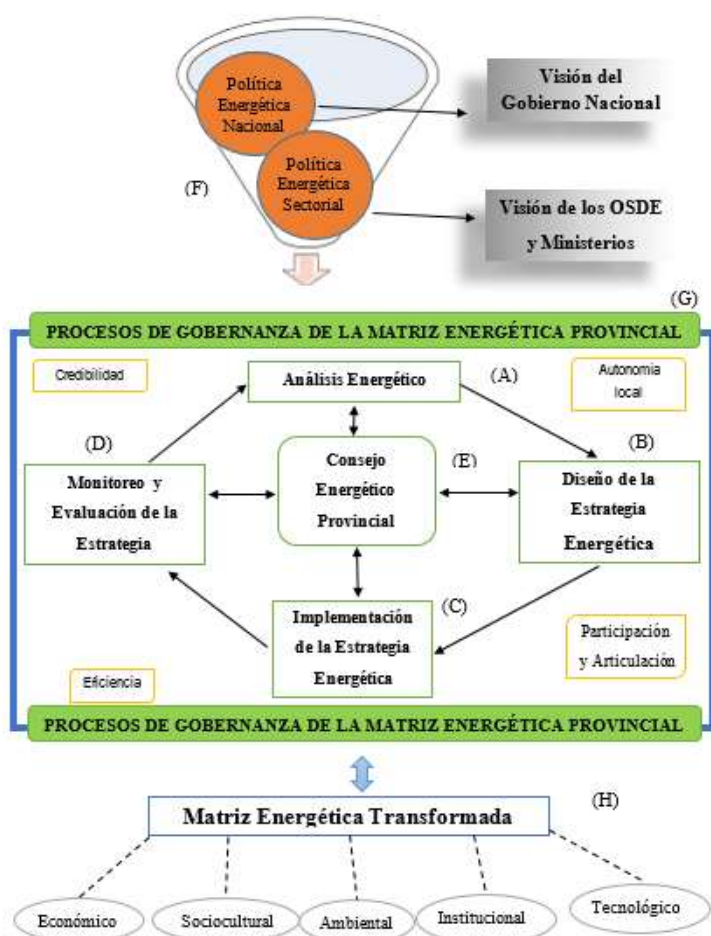 Política
Energética
Nacional
Visión del
Gobierno Nacional
Política
Energética
Sectorial
(F)
Visión de los OSDE
y Ministerios
(G)
PROCESOS DE GOBERNANZA DE LA MATRIZ ENERGÉTICA PROVINCIAL
Credibilidad
Análisis Energético
(A)
Autonomía
local
(D)
(B)
Monitoreo y
Evaluación de la
Estrategia
Consejo
Energético
Provincial
(E)
Diseño de la
Estrategia
Energética
Implementación
de la Estrategia
Energética
(C)
Participación
y Articulación
Eficiencia
PROCESOS DE GOBERNANZA DE LA MATRIZ ENERGÉTICA PROVINCIAL
Matriz Energética Transformada
(H)
Económico
Sociocultural
Ambiental
Institucional
Tecnológico